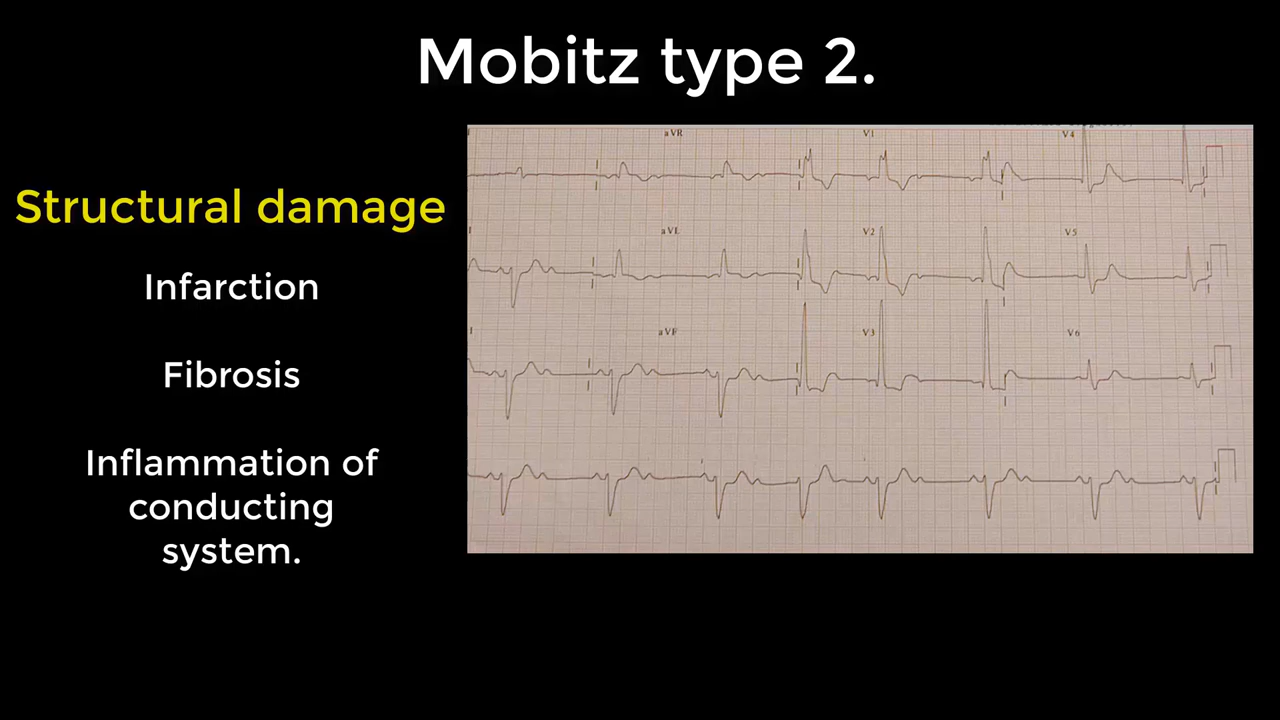 Mobitz type 2.
Structural damage
Infarction
Fibrosis
Inflammation of
conducting
system.
I aVR V1 V4
I aVL V2 V5
I aVF V3 V6